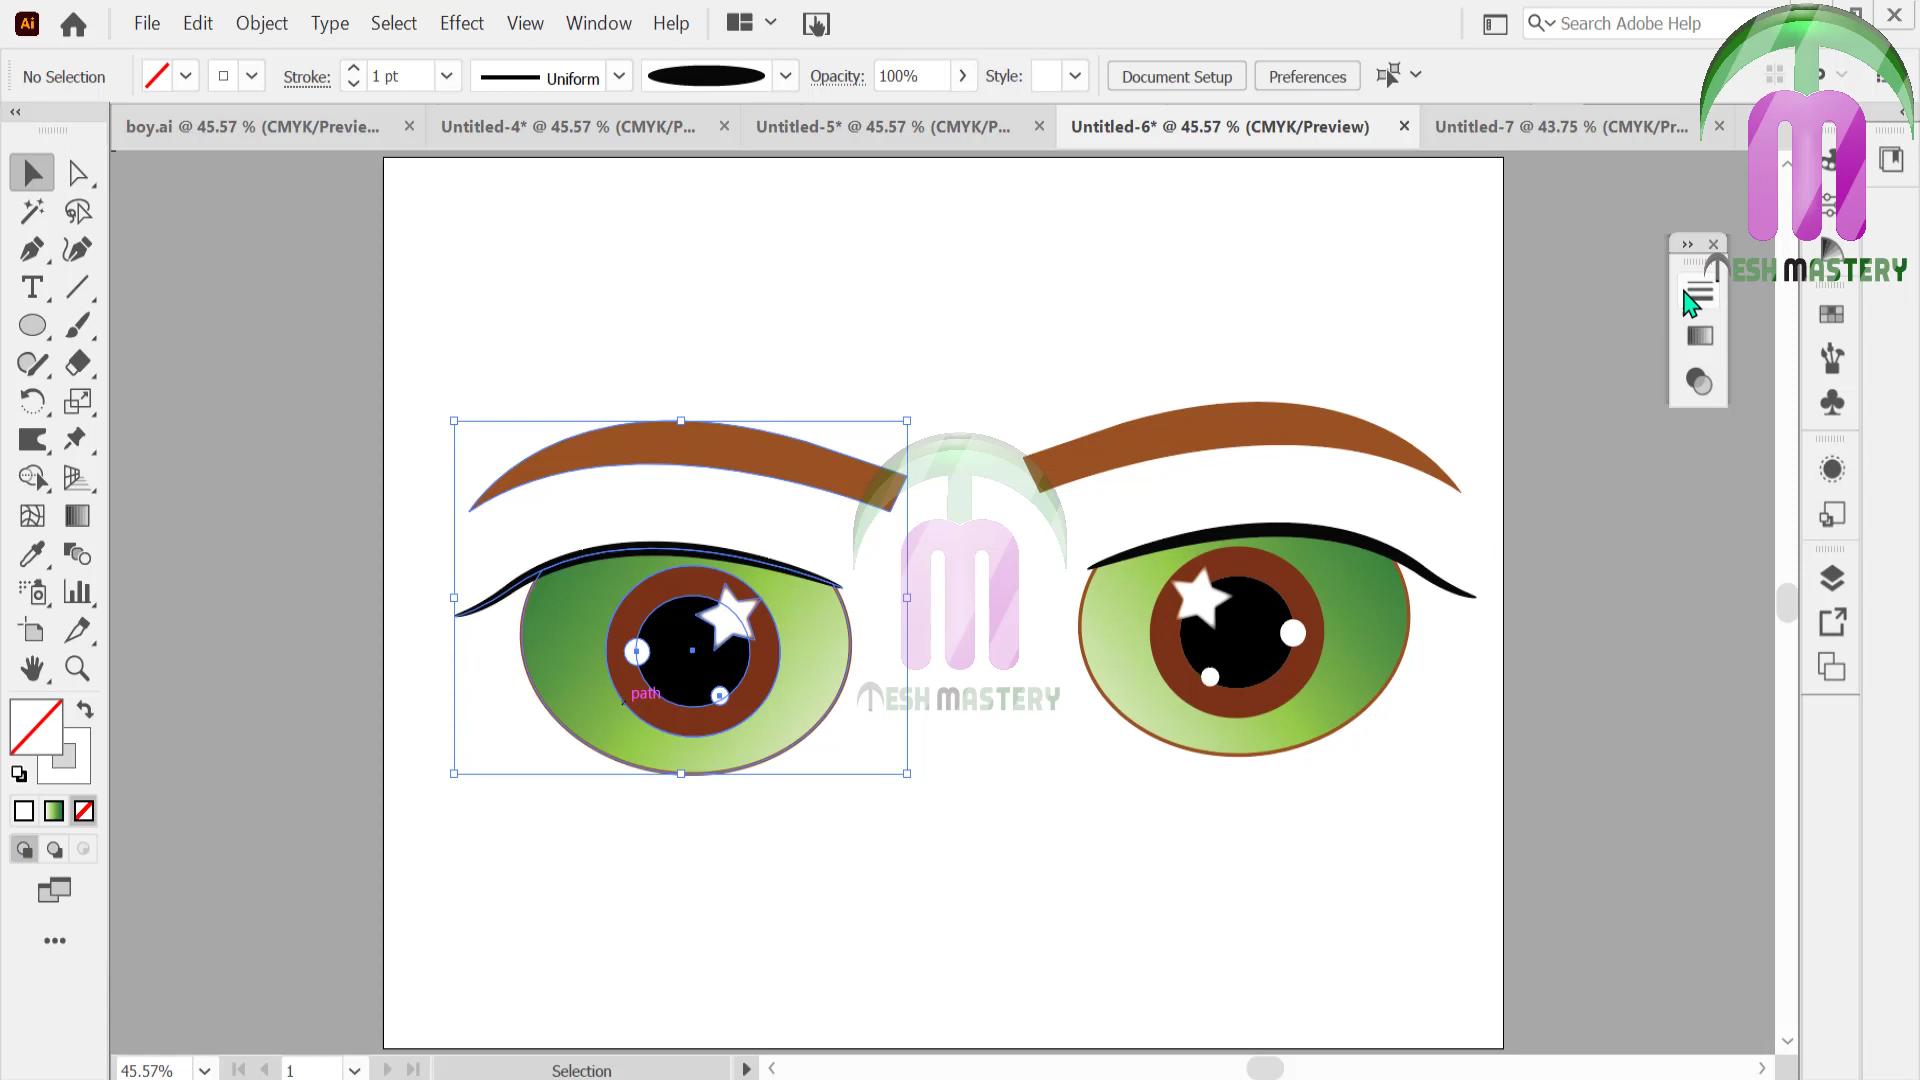 Ai File Edit Object Type Select Effect View Window Help Search Adobe Help
No Selection Stroke: 1 pt Uniform Opacity: 100% Style: Document Setup Preferences
boy.ai @ 45.57 % (CMYK/Previe... Untitled-4* @ 45.57 % (CMYK/P... Untitled-5* @ 45.57 % (CMYK/P... Untitled-6* @ 45.57 % (CMYK/Preview) Untitled-7 @ 43.75 % (CMYK/Pr...
TESH MASTERY
path
TESH MASTERY
45.57% 1 Selection